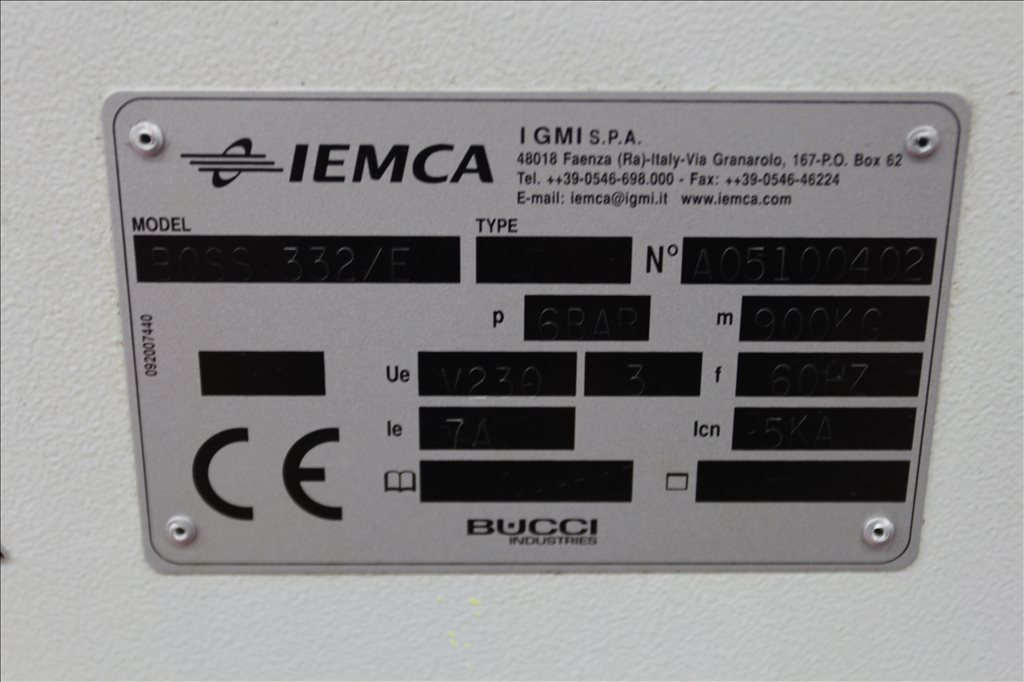 IEMCA
I GMI S.P.A.
48018 Faenza (Ra)-Italy-Via Granarolo, 167-P.O. Box 62
Tel. ++39-0546-698.000 - Fax: ++39-0546-46224
E-mail: iemca@igmi.it www.iemca.com
MODEL TYPE
BOSS 332/E N° A05100402
p 6BAR m 900KG
092007440
Ue V230 3 f 60HZ
Ie 7A Icn 5KA
CE
BUCCI
INDUSTRIES